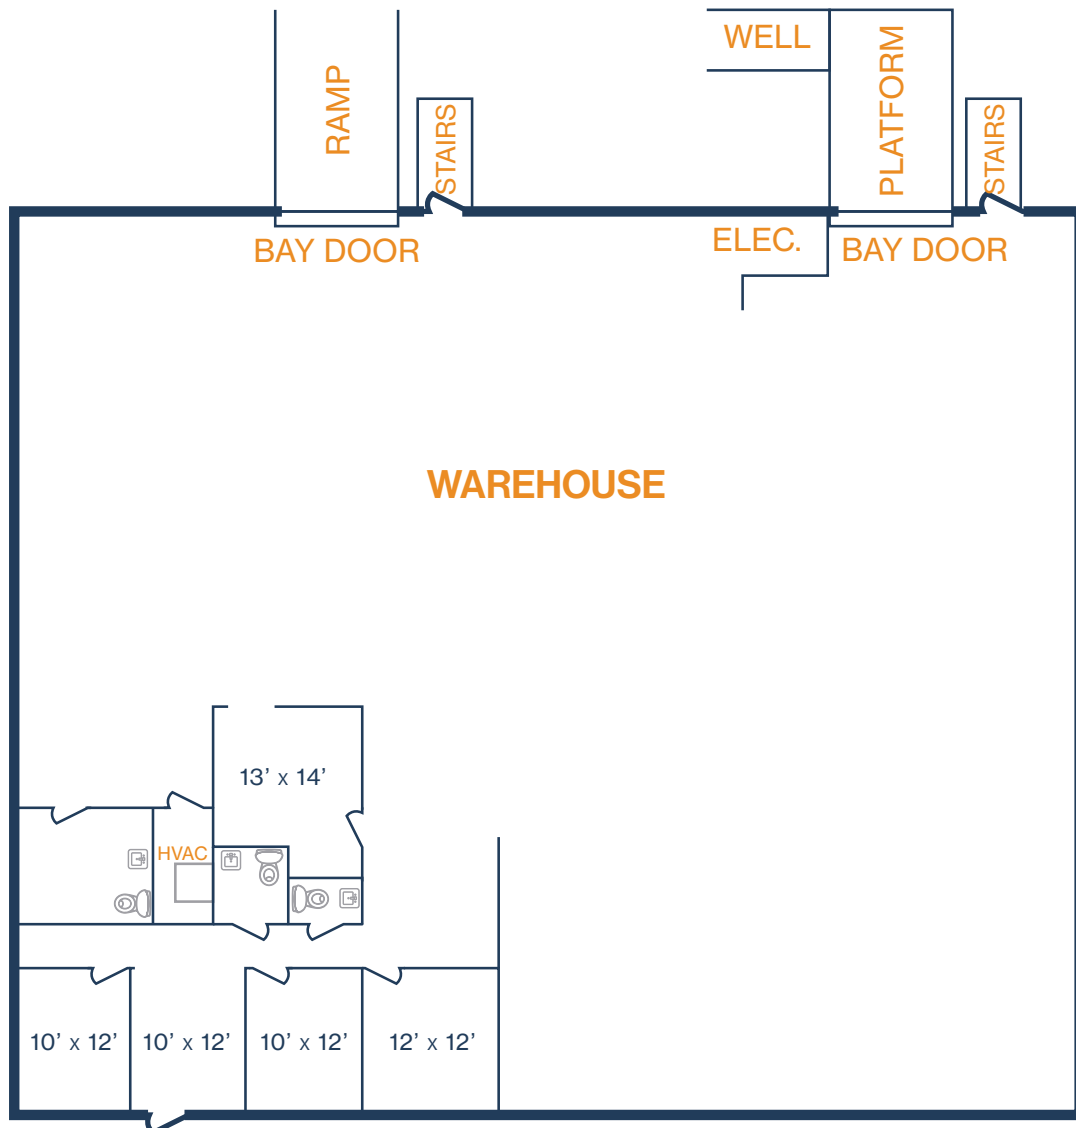 WELL
RAMP
PLATFORM
STAIRS
STAIRS
BAY DOOR
ELEC.
BAY DOOR
WAREHOUSE
13’ x 14’
HVAC
10’ x 12’
10’ x 12’
10’ x 12’
12’ x 12’